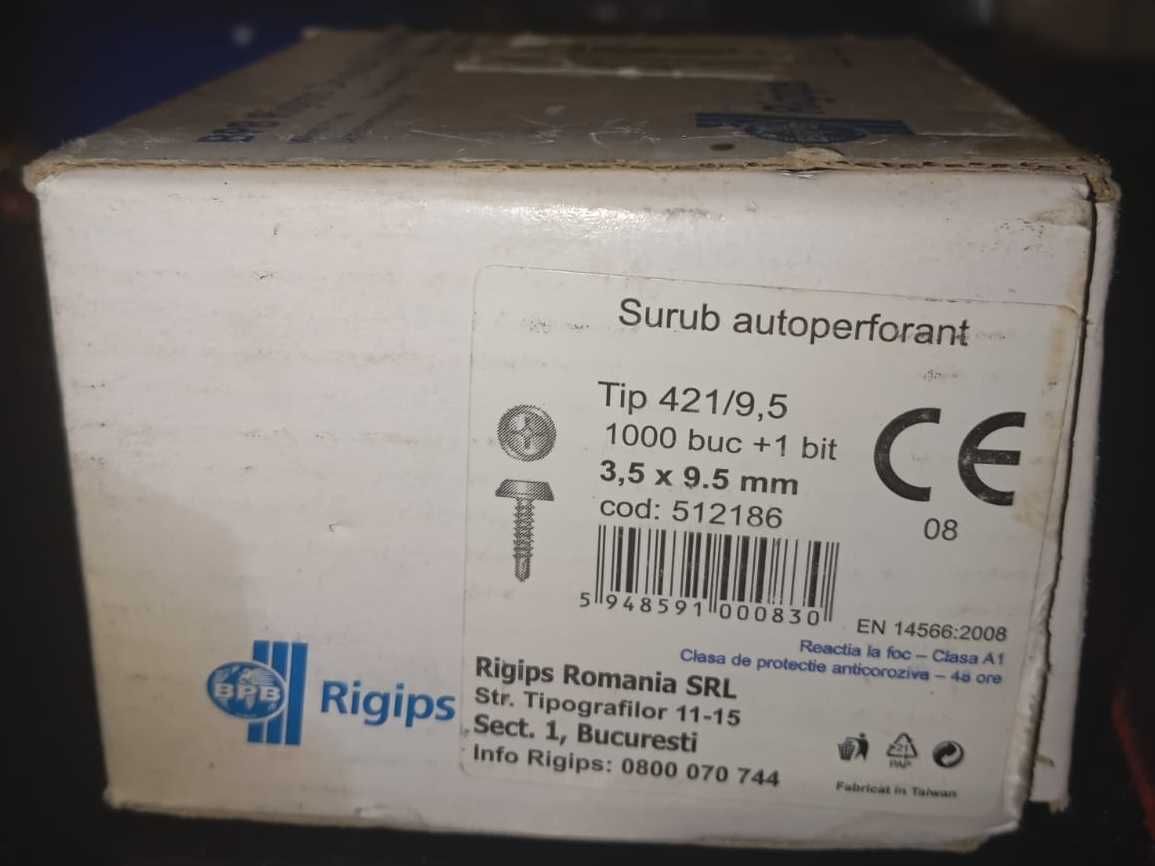 Surub autoperforant
Tip 421/9,5
1000 buc +1 bit
3,5 x 9.5 mm
cod: 512186
CE
08
5 948591 000830
EN 14566:2008
Reactia la foc – Clasa A1
Clasa de protectie anticoroziva – 48 ore
BPB
Rigips
Rigips Romania SRL
Str. Tipografilor 11-15
Sect. 1, Bucuresti
Info Rigips: 0800 070 744
21
PAP
Fabricat in Taiwan